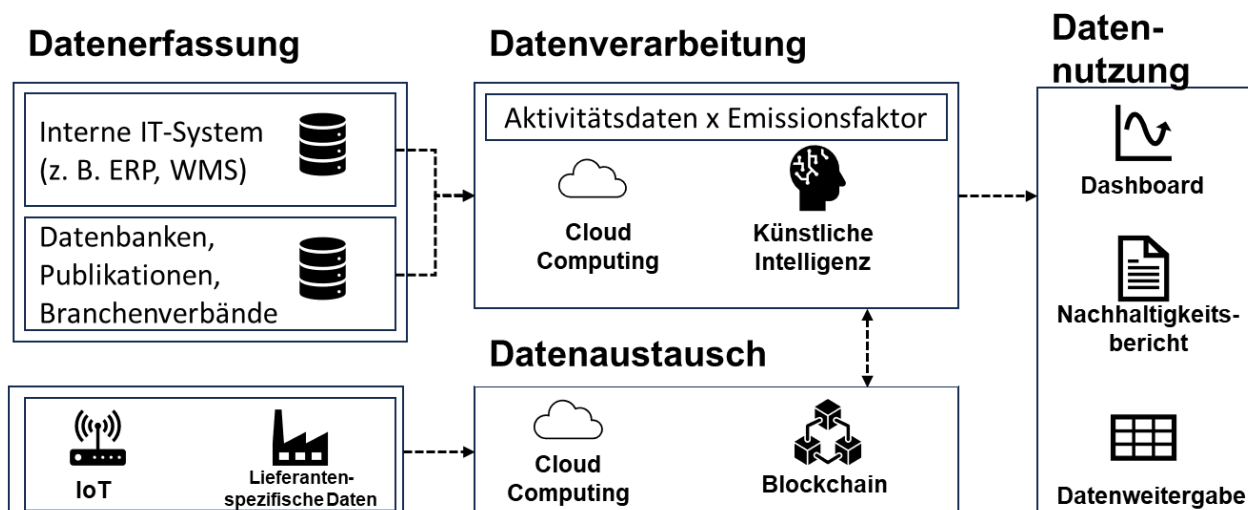 Datenerfassung
Interne IT-System
(z. B. ERP, WMS)
Datenbanken,
Publikationen,
Branchenverbände
IoT
Lieferanten-
spezifische Daten
Datenverarbeitung
Aktivitätsdaten x Emissionsfaktor
Cloud
Computing
Künstliche
Intelligenz
Datenaustausch
Cloud
Computing
Blockchain
Daten-
nutzung
Dashboard
Nachhaltigkeits-
bericht
Datenweitergabe